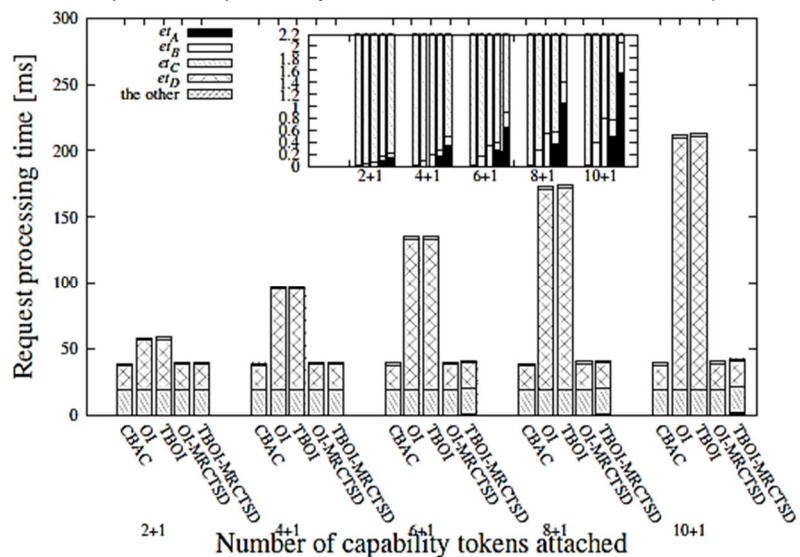 300
250
200
150
100
50
0
Request processing time [ms]
et_A
et_B
et_C
et_D
the other
2.2
2
1.8
1.6
1.4
1.2
1
0.8
0.6
0.4
0.2
0
2+1 4+1 6+1 8+1 10+1
CBAC OI TBOI OI-MRCTSD TBOI-MRCTSD CBAC OI TBOI OI-MRCTSD TBOI-MRCTSD CBAC OI TBOI OI-MRCTSD TBOI-MRCTSD CBAC OI TBOI OI-MRCTSD TBOI-MRCTSD CBAC OI TBOI OI-MRCTSD TBOI-MRCTSD
2+1 4+1 6+1 8+1 10+1
Number of capability tokens attached